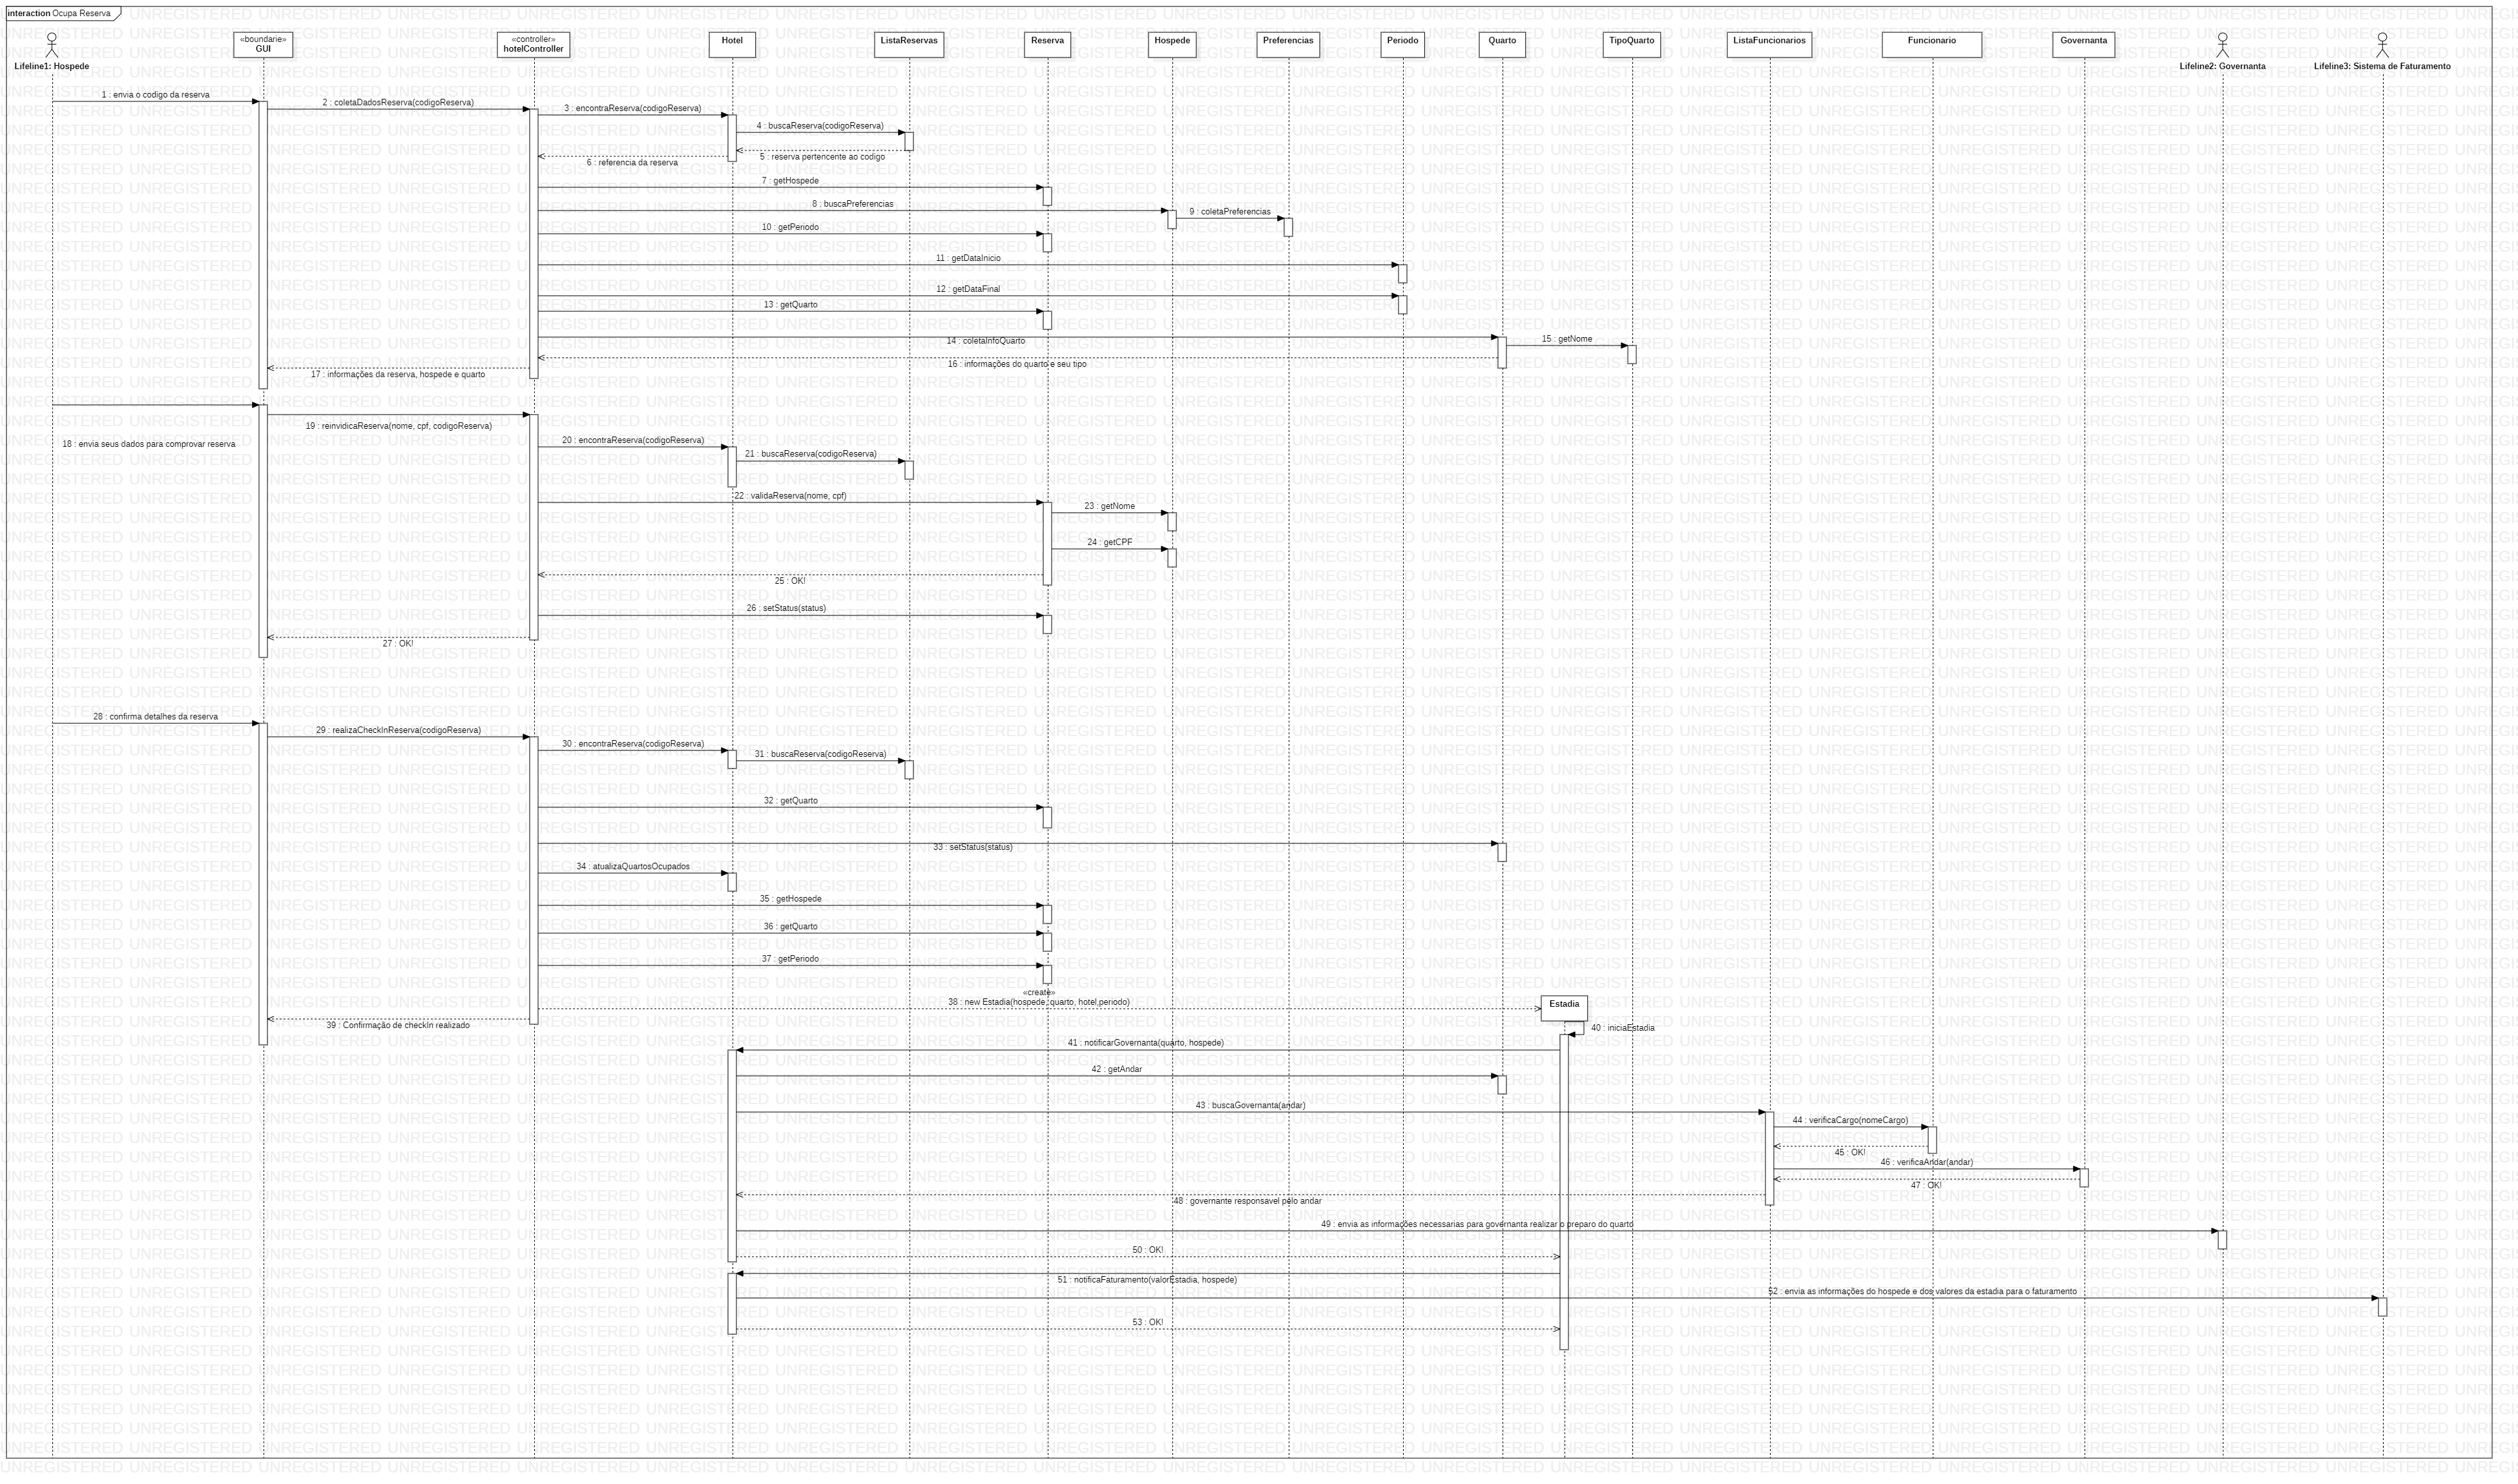 interaction Ocupa Reserva
Lifeline1: Hospede
«boundarie»
GUI
«controller»
hotelController
Hotel
ListaReservas
Reserva
Hospede
Preferencias
Periodo
Quarto
TipoQuarto
ListaFuncionarios
Funcionario
Governanta
Lifeline2: Governanta
Lifeline3: Sistema de Faturamento
1 : envia o codigo da reserva
2 : coletaDadosReserva(codigoReserva)
3 : encontraReserva(codigoReserva)
4 : buscaReserva(codigoReserva)
5 : reserva pertencente ao codigo
6 : referencia da reserva
7 : getHospede
8 : buscaPreferencias
9 : coletaPreferencias
10 : getPeriodo
11 : getDataInicio
12 : getDataFinal
13 : getQuarto
14 : coletaInfoQuarto
15 : getNome
16 : informações do quarto e seu tipo
17 : informações da reserva, hospede e quarto
18 : envia seus dados para comprovar reserva
19 : reinvidicaReserva(nome, cpf, codigoReserva)
20 : encontraReserva(codigoReserva)
21 : buscaReserva(codigoReserva)
22 : validaReserva(nome, cpf)
23 : getNome
24 : getCPF
25 : OK!
26 : setStatus(status)
27 : OK!
28 : confirma detalhes da reserva
29 : realizaCheckInReserva(codigoReserva)
30 : encontraReserva(codigoReserva)
31 : buscaReserva(codigoReserva)
32 : getQuarto
33 : setStatus(status)
34 : atualizaQuartosOcupados
35 : getHospede
36 : getQuarto
37 : getPeriodo
«create»
38 : new Estadia(hospede, quarto, hotel,periodo)
Estadia
39 : Confirmação de checkIn realizado
40 : iniciaEstadia
41 : notificarGovernanta(quarto, hospede)
42 : getAndar
43 : buscaGovernanta(andar)
44 : verificaCargo(nomeCargo)
45 : OK!
46 : verificaAndar(andar)
47 : OK!
48 : governante responsavel pelo andar
49 : envia as informações necessarias para governanta realizar o preparo do quarto
50 : OK!
51 : notificaFaturamento(valorEstadia, hospede)
52 : envia as informações do hospede e dos valores da estadia para o faturamento
53 : OK!
UNREGISTERED